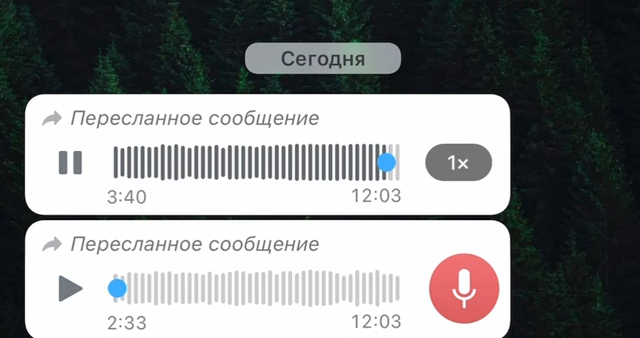 Сегодня
Пересланное сообщение
1×
3:40 12:03
Пересланное сообщение
2:33 12:03